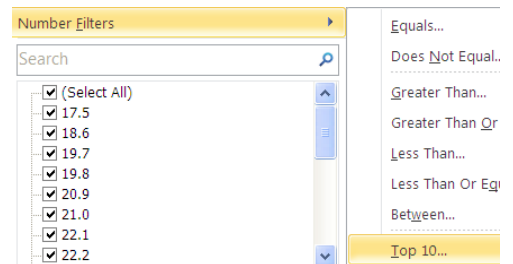 Number Filters
Search
(Select All)
17.5
18.6
19.7
19.8
20.9
21.0
22.1
22.2
Equals...
Does Not Equal..
Greater Than...
Greater Than Or
Less Than...
Less Than Or Equ
Between...
Top 10...